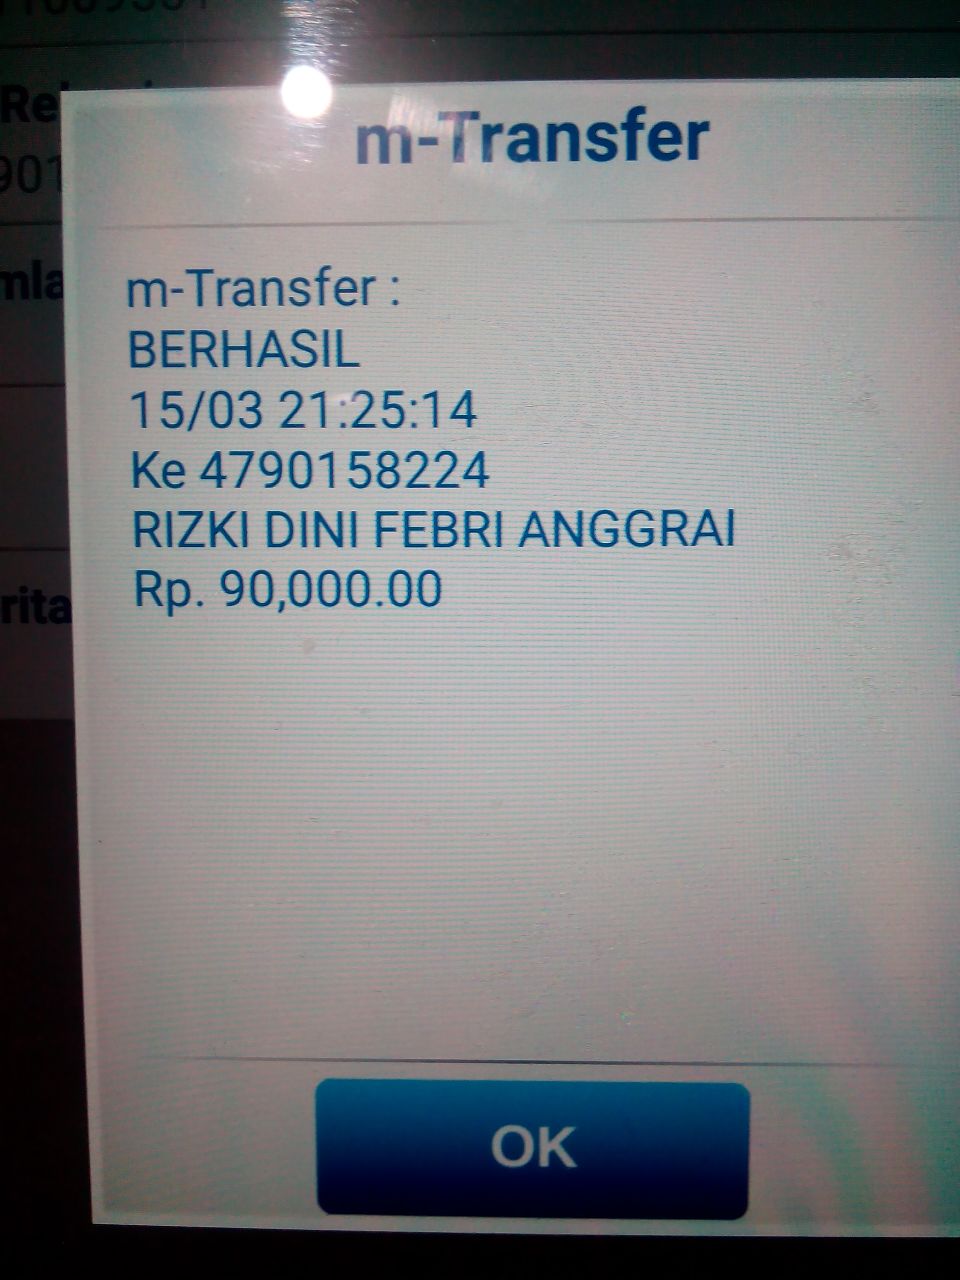 m-Transfer
m-Transfer :
BERHASIL
15/03 21:25:14
Ke 4790158224
RIZKI DINI FEBRI ANGGRAI
Rp. 90,000.00
OK